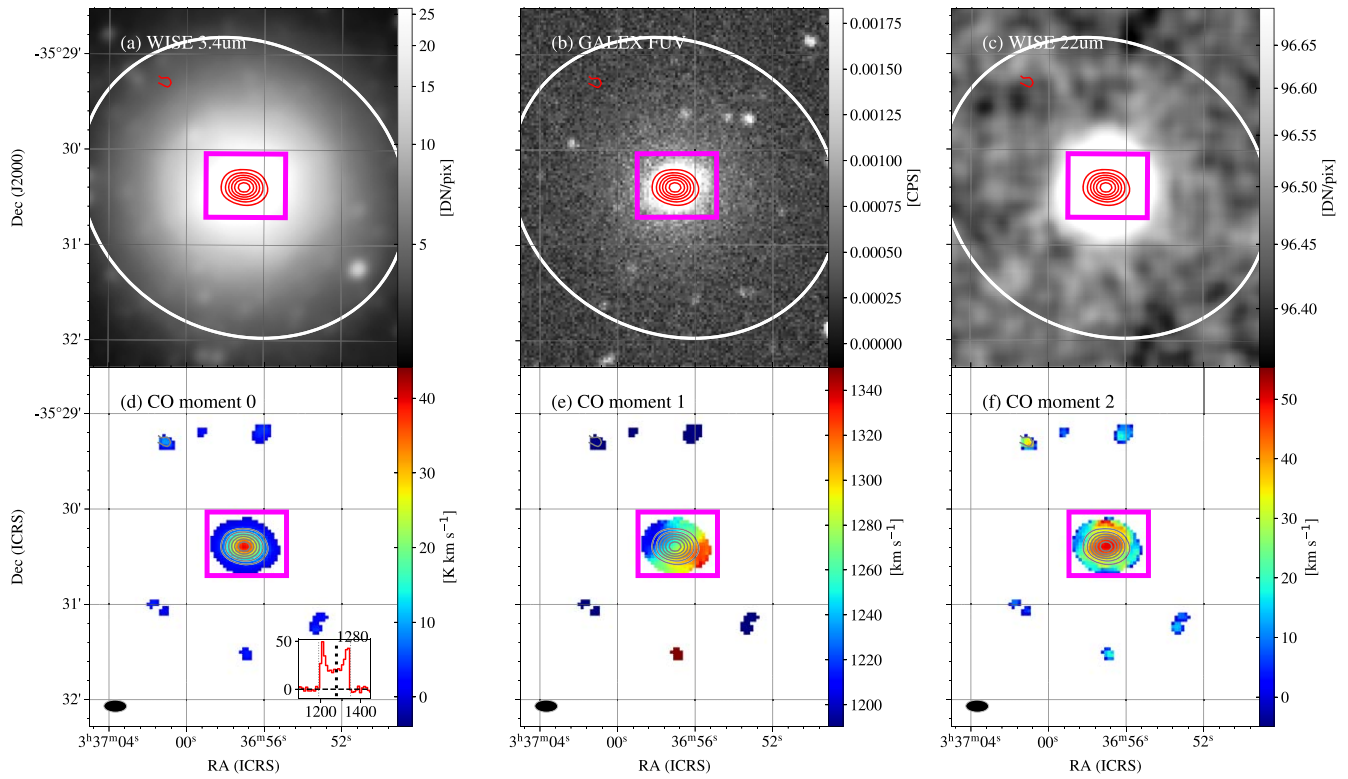 (a) WISE 3.4um
(b) GALEX FUV
(c) WISE 22um
Dec (J2000)
-35°29'
30'
31'
32'
25
20
15
10
5
[DN/pix]
0.00175
0.00150
0.00125
0.00100
0.00075
0.00050
0.00025
0.00000
[CPS]
96.65
96.60
96.55
96.50
96.45
96.40
[DN/pix]
(d) CO moment 0
(e) CO moment 1
(f) CO moment 2
Dec (ICRS)
-35°29'
30'
31'
32'
40
30
20
10
0
[K km s⁻¹]
50
0
1280
1200
1400
1340
1320
1300
1280
1260
1240
1220
1200
[km s⁻¹]
50
40
30
20
10
0
[km s⁻¹]
3ʰ37ᵐ04ˢ
00ˢ
36ᵐ56ˢ
52ˢ
RA (ICRS)
3ʰ37ᵐ04ˢ
00ˢ
36ᵐ56ˢ
52ˢ
RA (ICRS)
3ʰ37ᵐ04ˢ
00ˢ
36ᵐ56ˢ
52ˢ
RA (ICRS)